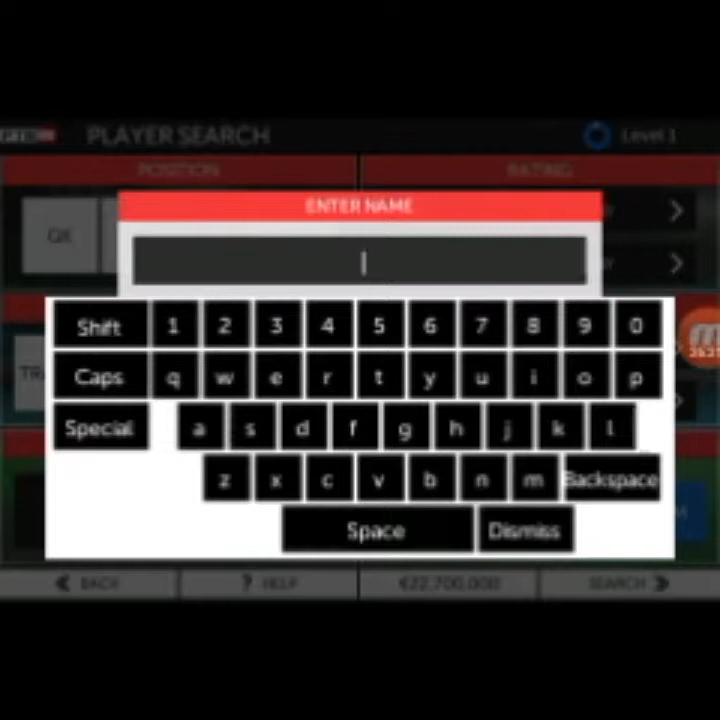 PLAYER SEARCH
Level 1
POSITION
RATING
ENTER NAME
GK
Shift 1 2 3 4 5 6 7 8 9 0
Caps q w e r t y u i o p
Special a s d f g h j k l
z x c v b n m Backspace
Space Dismiss
BACK
? HELP
€22,700,000
SEARCH